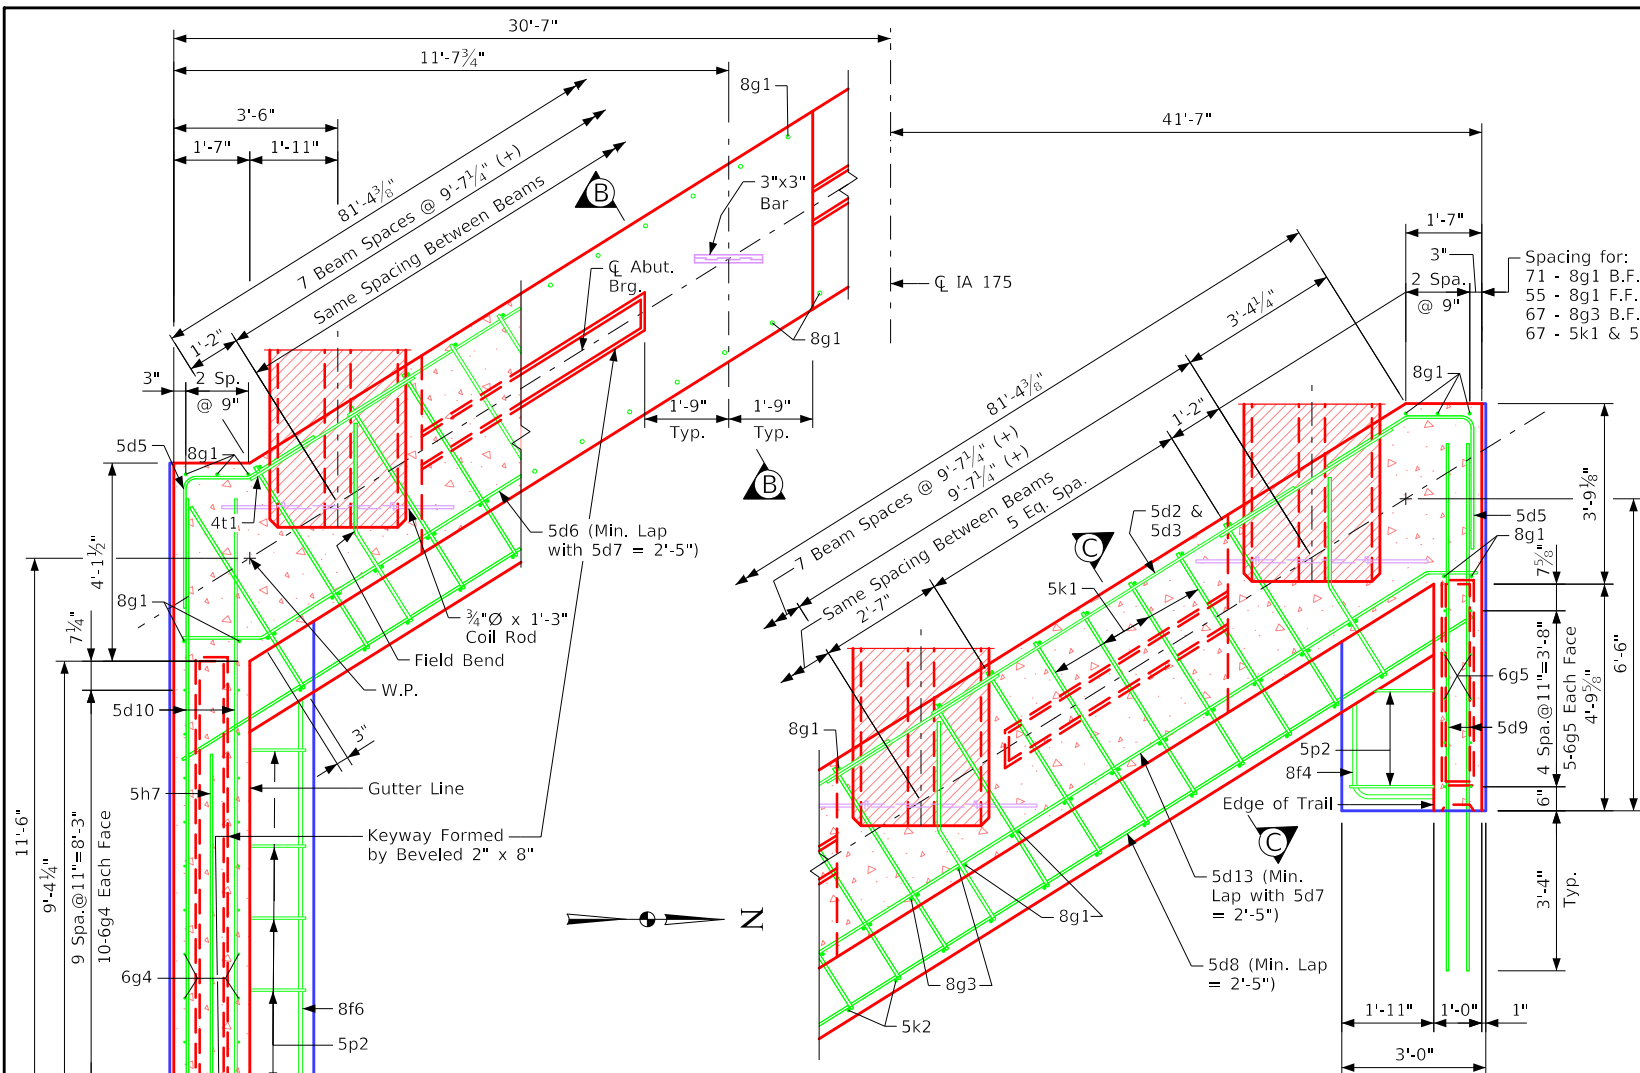 30'-7"
11'-7¾"
8g1
3'-6"
41'-7"
1'-7"
1'-11"
81'-4⅜"
7 Beam Spaces @ 9'-7¼" (+)
Same Spacing Between Beams
B
3"x3"
Bar
℄ Abut.
Brg.
℄ IA 175
1'-7"
3"
2 Spa.
@ 9"
Spacing for:
71 - 8g1 B.F.
55 - 8g1 F.F.
67 - 8g3 B.F.
67 - 5k1 & 5
1'-2"
3"
2 Sp.
@ 9"
8g1
3'-4¼"
81'-4⅜"
1'-2"
8g1
1'-9"
Typ.
1'-9"
Typ.
5d5
8g1
B
7 Beam Spaces @ 9'-7¼" (+)
9'-7¼" (+)
Same Spacing Between Beams
5 Eq. Spa.
2'-7"
5d2 &
5d3
C
5k1
3'-9⅛"
5d5
8g1
7⅝"
4t1
5d6 (Min. Lap
with 5d7 = 2'-5")
4'-1½"
8g1
7¼"
¾"Ø x 1'-3"
Coil Rod
Field Bend
W.P.
5d10
3"
6g5
4 Spa.@11"=3'-8"
5-6g5 Each Face
4'-9⅝"
6'-6"
5d9
8g1
5p2
8f4
6"
Edge of Trail
5h7
Gutter Line
Keyway Formed
by Beveled 2" x 8"
11'-6"
9'-4¼"
9 Spa.@11"=8'-3"
10-6g4 Each Face
C
5d13 (Min.
Lap with 5d7
= 2'-5")
3'-4"
Typ.
N
8g1
6g4
8g3
5d8 (Min. Lap
= 2'-5")
8f6
5k2
5p2
1'-11"
1'-0"
1"
3'-0"